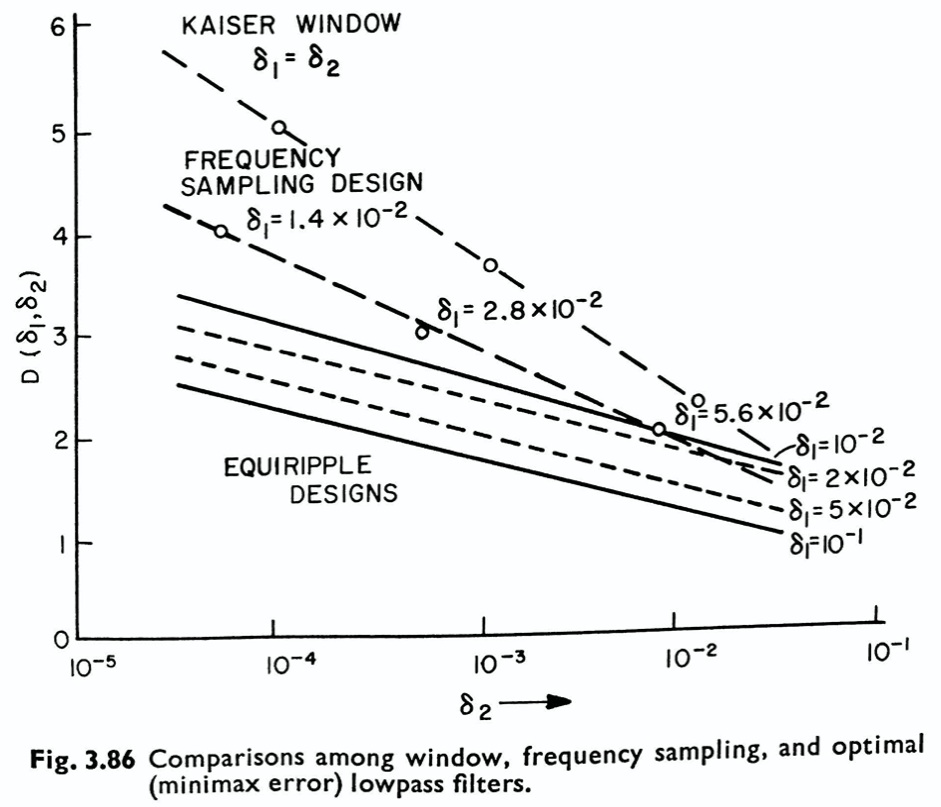 6
KAISER WINDOW
δ₁ = δ₂
5
FREQUENCY
SAMPLING DESIGN
δ₁ = 1.4 × 10⁻²
4
D (δ₁, δ₂)
δ₁ = 2.8 × 10⁻²
3
δ₁ = 5.6 × 10⁻²
2
δ₁ = 10⁻²
δ₁ = 2 × 10⁻²
EQUIRIPPLE
DESIGNS
δ₁ = 5 × 10⁻²
1
δ₁ = 10⁻¹
0
10⁻⁵
10⁻⁴
10⁻³
10⁻²
10⁻¹
δ₂
Fig. 3.86 Comparisons among window, frequency sampling, and optimal
(minimax error) lowpass filters.